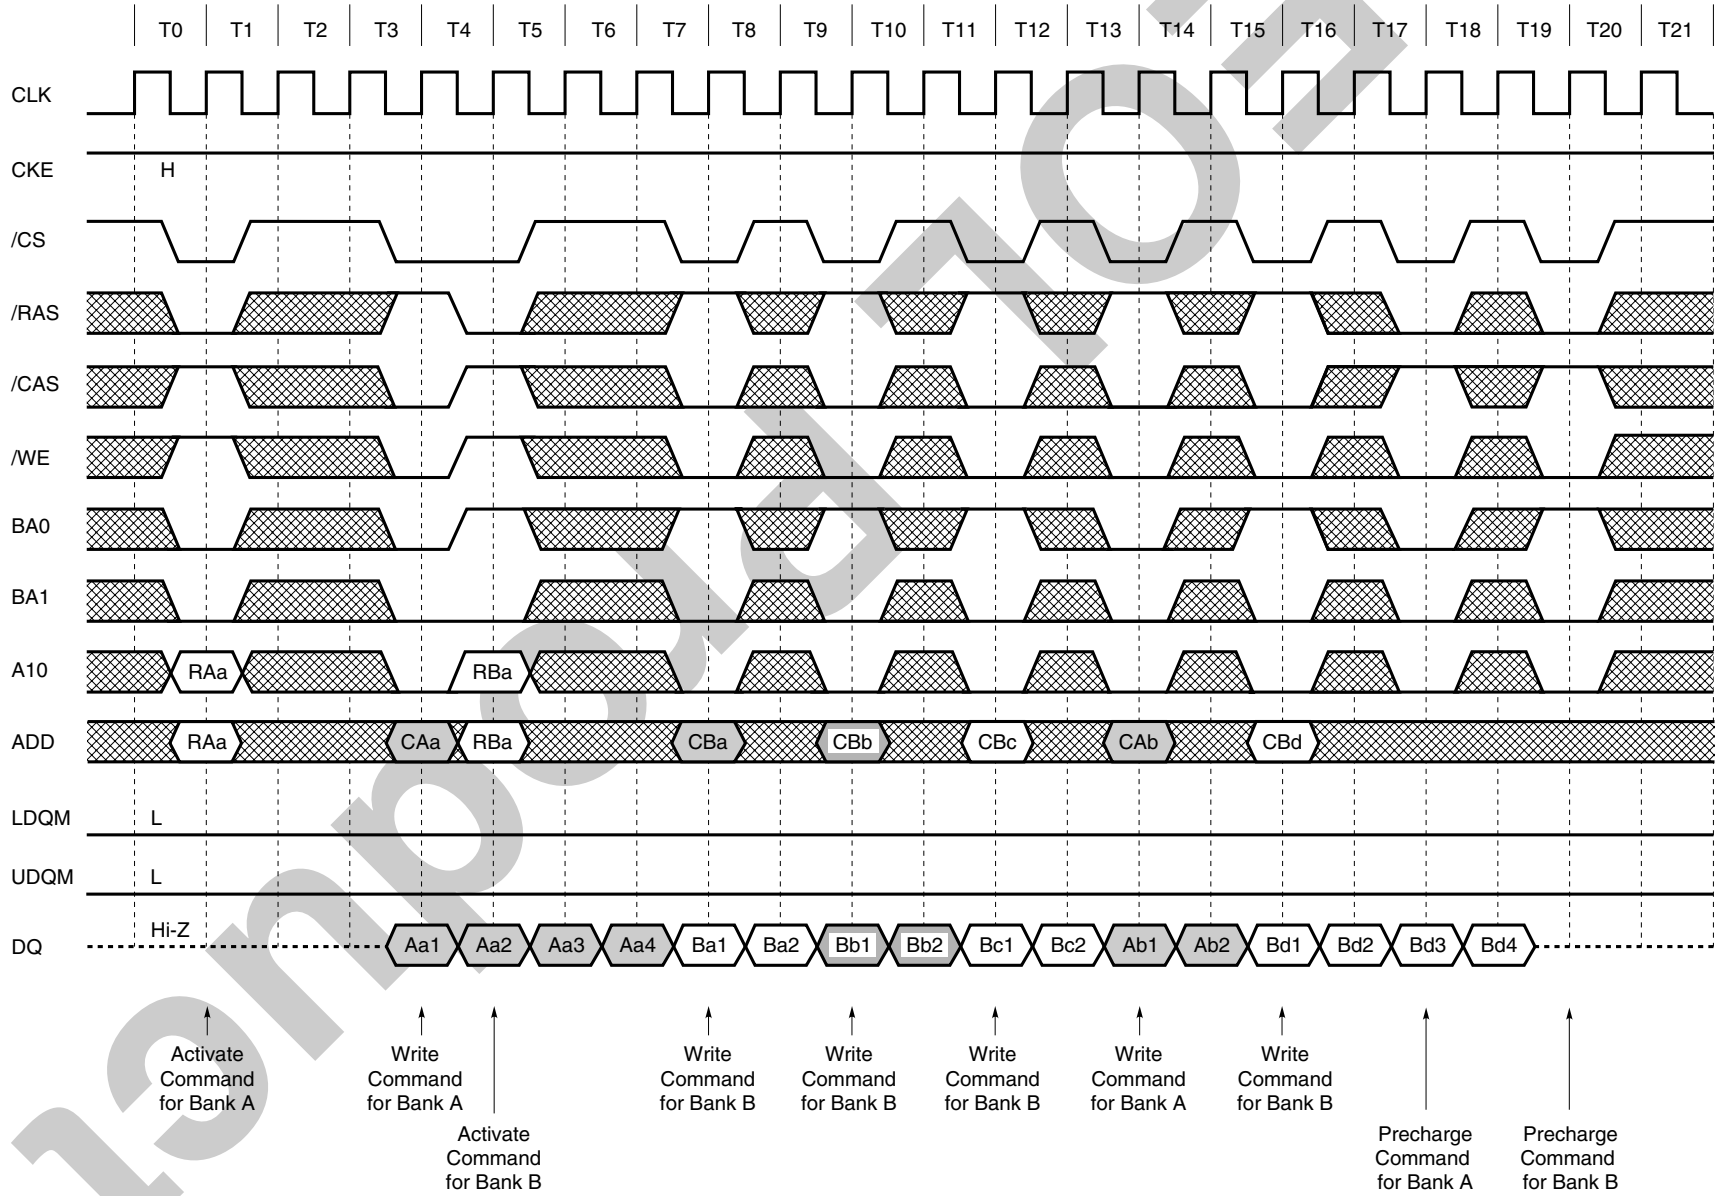 T0 T1 T2 T3 T4 T5 T6 T7 T8 T9 T10 T11 T12 T13 T14 T15 T16 T17 T18 T19 T20 T21
CLK
CKE H
/CS
/RAS
/CAS
/WE
BA0
BA1
A10 RAa RBa
ADD RAa CAa RBa CBa CBb CBc CAb CBd
LDQM L
UDQM L
DQ Hi-Z Aa1 Aa2 Aa3 Aa4 Ba1 Ba2 Bb1 Bb2 Bc1 Bc2 Ab1 Ab2 Bd1 Bd2 Bd3 Bd4
Activate
Command
for Bank A
Write
Command
for Bank A
Activate
Command
for Bank B
Write
Command
for Bank B
Write
Command
for Bank B
Write
Command
for Bank B
Write
Command
for Bank A
Write
Command
for Bank B
Precharge
Command
for Bank A
Precharge
Command
for Bank B
EOL Product